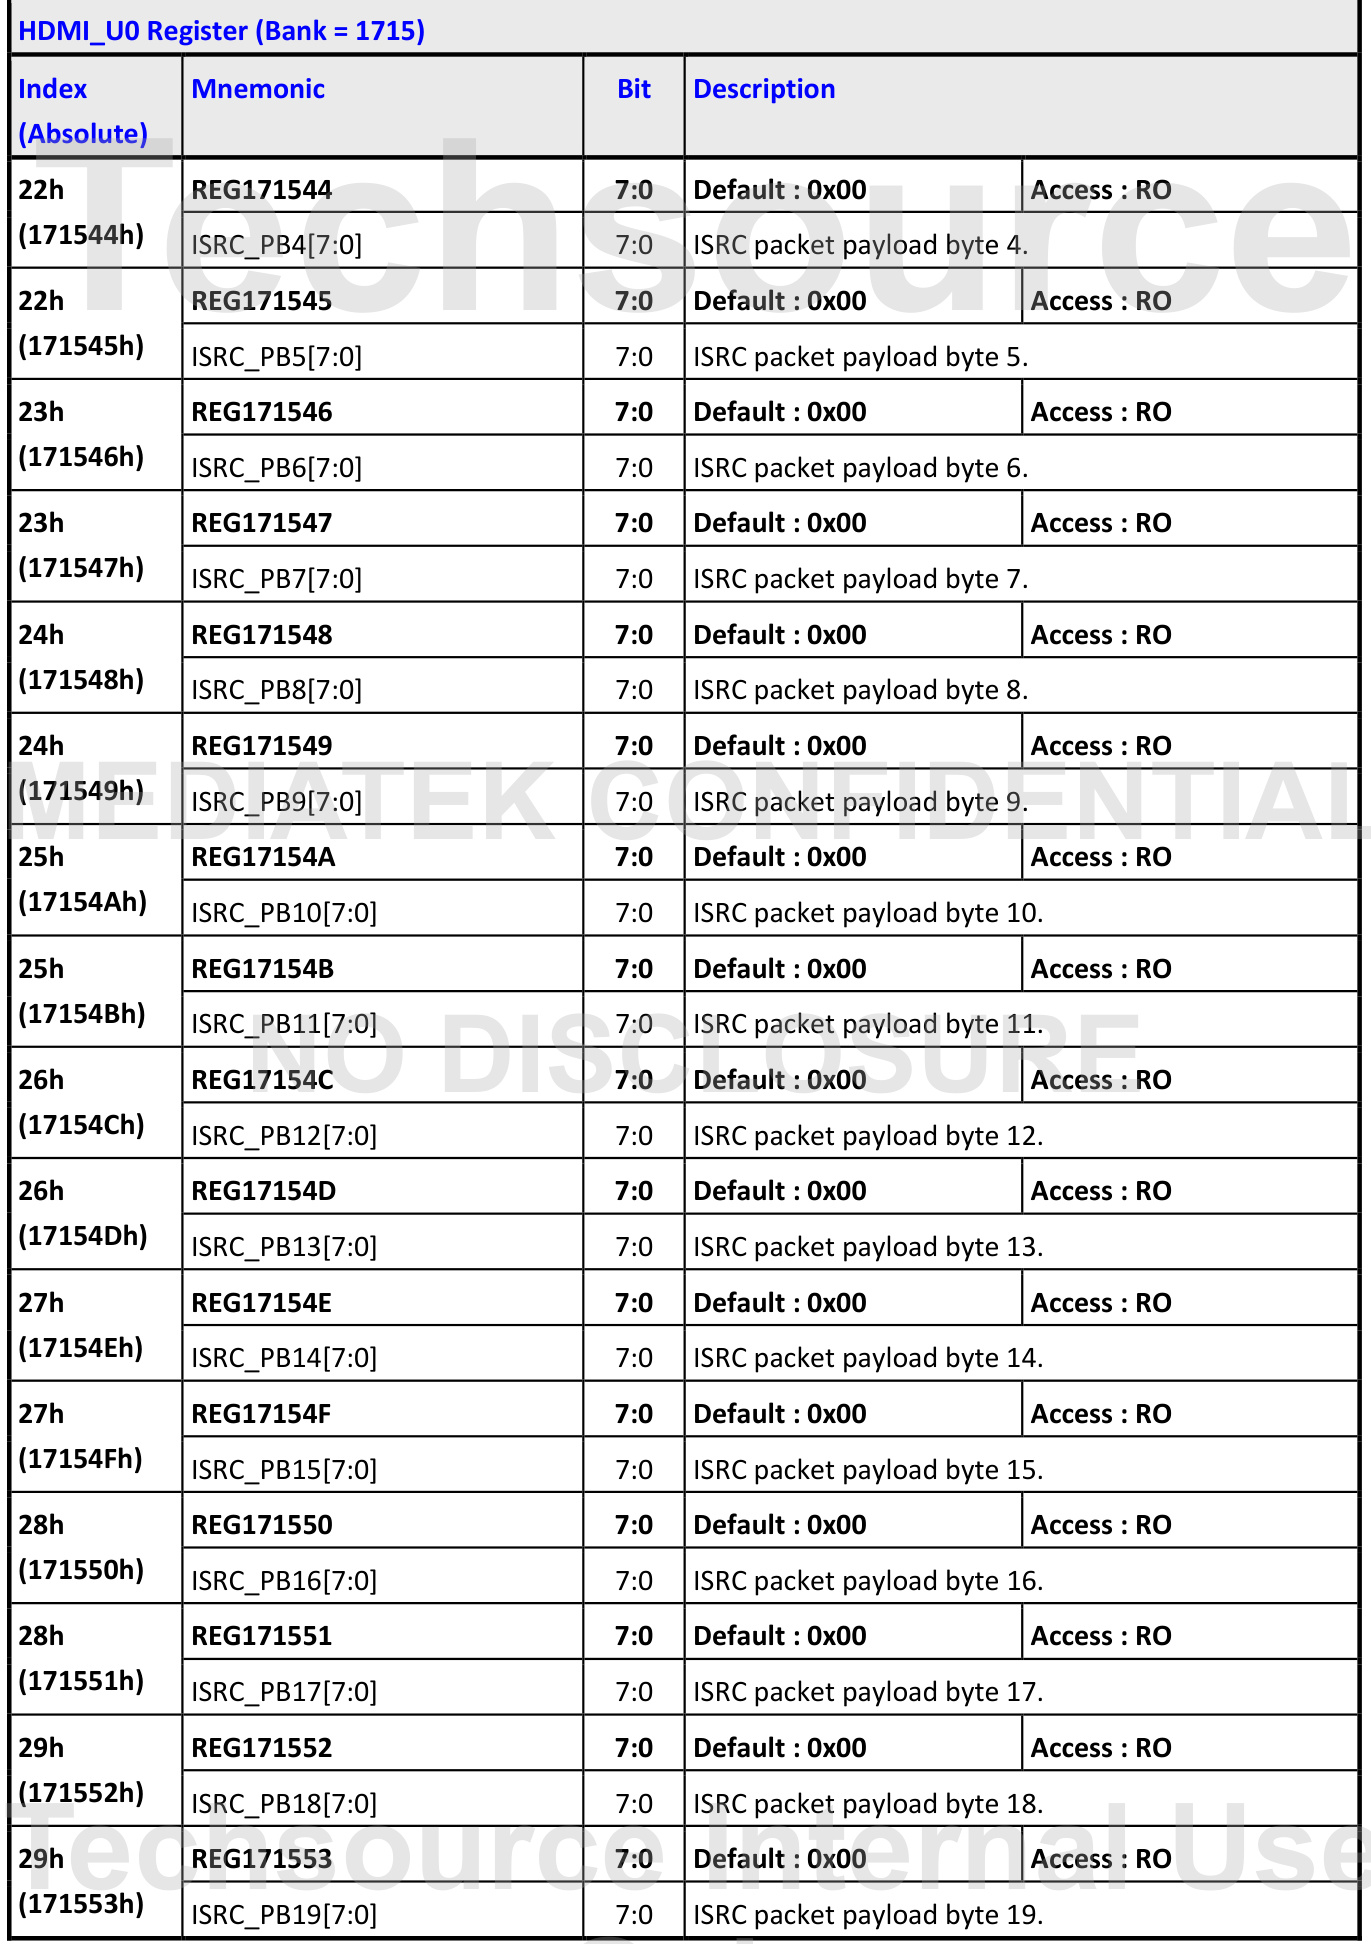 HDMI_U0 Register (Bank = 1715)
Index (Absolute) Mnemonic Bit Description
22h (171544h) REG171544 7:0 Default : 0x00 Access : RO
ISRC_PB4[7:0] 7:0 ISRC packet payload byte 4.
22h (171545h) REG171545 7:0 Default : 0x00 Access : RO
ISRC_PB5[7:0] 7:0 ISRC packet payload byte 5.
23h (171546h) REG171546 7:0 Default : 0x00 Access : RO
ISRC_PB6[7:0] 7:0 ISRC packet payload byte 6.
23h (171547h) REG171547 7:0 Default : 0x00 Access : RO
ISRC_PB7[7:0] 7:0 ISRC packet payload byte 7.
24h (171548h) REG171548 7:0 Default : 0x00 Access : RO
ISRC_PB8[7:0] 7:0 ISRC packet payload byte 8.
24h (171549h) REG171549 7:0 Default : 0x00 Access : RO
ISRC_PB9[7:0] 7:0 ISRC packet payload byte 9.
25h (17154Ah) REG17154A 7:0 Default : 0x00 Access : RO
ISRC_PB10[7:0] 7:0 ISRC packet payload byte 10.
25h (17154Bh) REG17154B 7:0 Default : 0x00 Access : RO
ISRC_PB11[7:0] 7:0 ISRC packet payload byte 11.
26h (17154Ch) REG17154C 7:0 Default : 0x00 Access : RO
ISRC_PB12[7:0] 7:0 ISRC packet payload byte 12.
26h (17154Dh) REG17154D 7:0 Default : 0x00 Access : RO
ISRC_PB13[7:0] 7:0 ISRC packet payload byte 13.
27h (17154Eh) REG17154E 7:0 Default : 0x00 Access : RO
ISRC_PB14[7:0] 7:0 ISRC packet payload byte 14.
27h (17154Fh) REG17154F 7:0 Default : 0x00 Access : RO
ISRC_PB15[7:0] 7:0 ISRC packet payload byte 15.
28h (171550h) REG171550 7:0 Default : 0x00 Access : RO
ISRC_PB16[7:0] 7:0 ISRC packet payload byte 16.
28h (171551h) REG171551 7:0 Default : 0x00 Access : RO
ISRC_PB17[7:0] 7:0 ISRC packet payload byte 17.
29h (171552h) REG171552 7:0 Default : 0x00 Access : RO
ISRC_PB18[7:0] 7:0 ISRC packet payload byte 18.
29h (171553h) REG171553 7:0 Default : 0x00 Access : RO
ISRC_PB19[7:0] 7:0 ISRC packet payload byte 19.
Techsource
MEDIATEK CONFIDENTIAL
NO DISCLOSURE
Techsource Internal Use